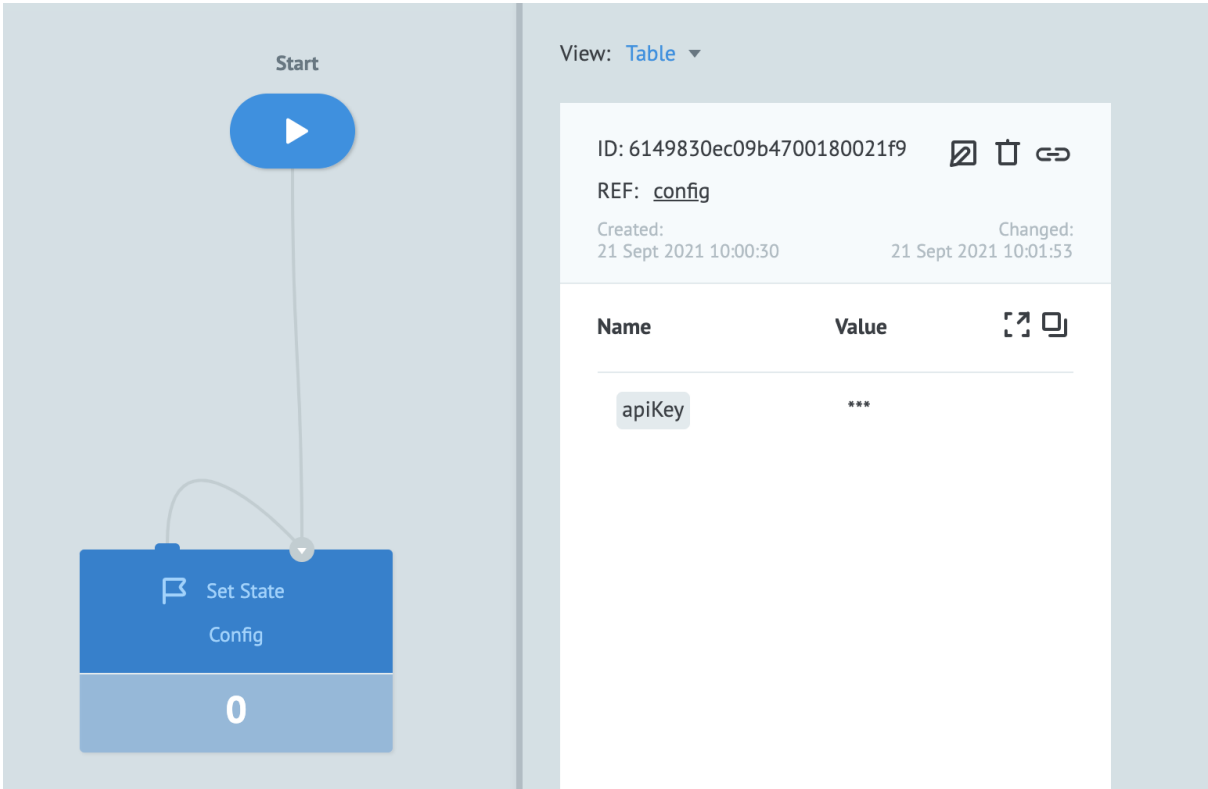 Start
Set State
Config
0
View: Table
ID: 6149830ec09b4700180021f9
REF: config
Created: Changed:
21 Sept 2021 10:00:30 21 Sept 2021 10:01:53
Name Value
apiKey ***